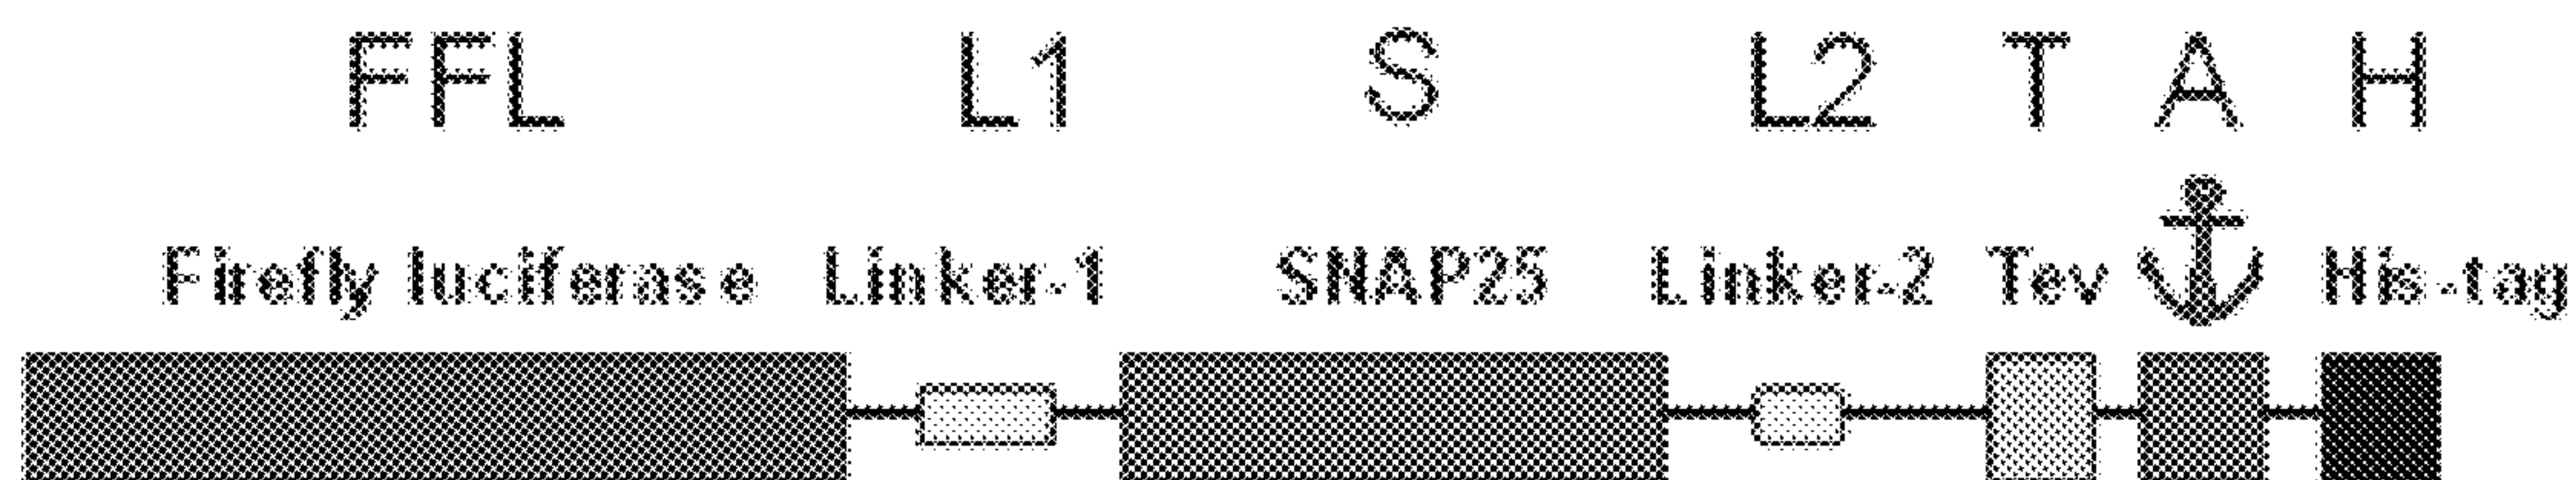 FFL L1 S L2 T A H
Firefly luciferase Linker-1 SNAP25 Linker-2 Tev His-tag